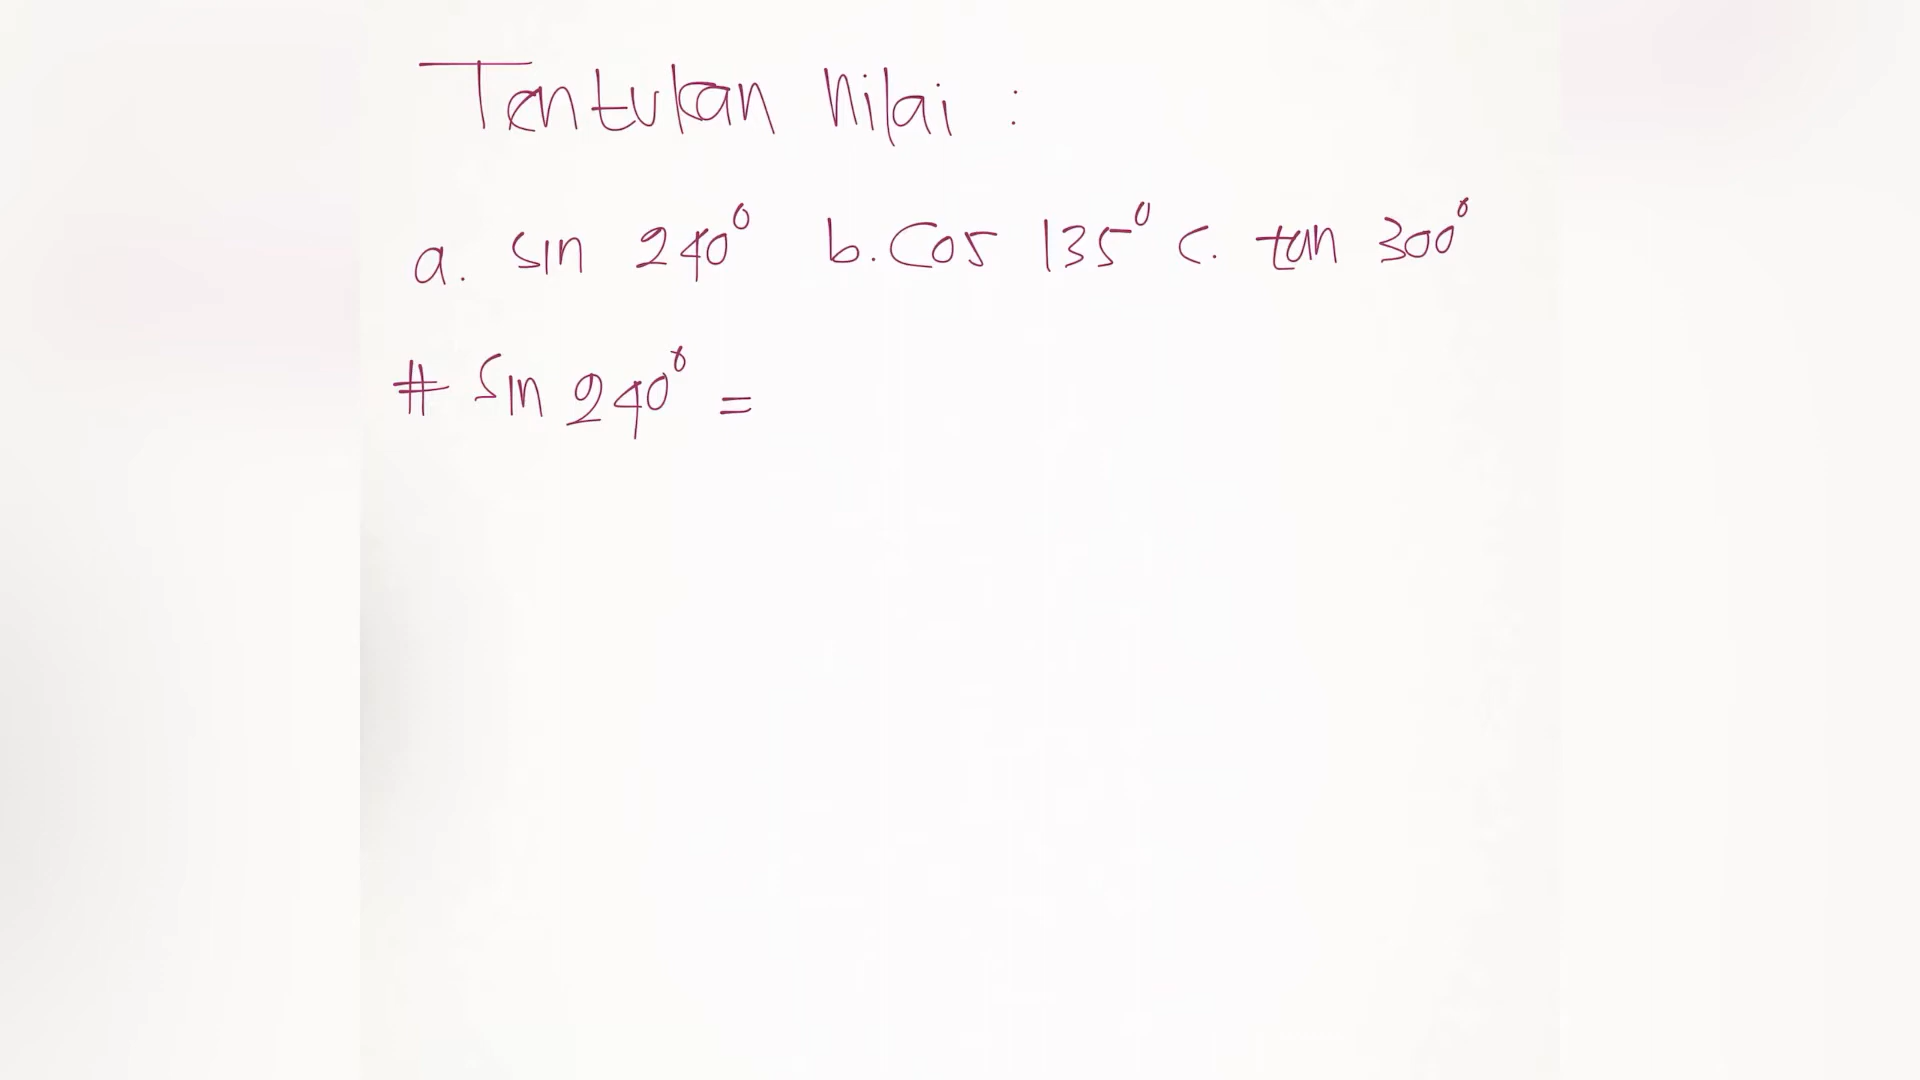 Tentukan nilai :
a. sin 240° b. Cos 135° c. tan 300°
# Sin 240° =